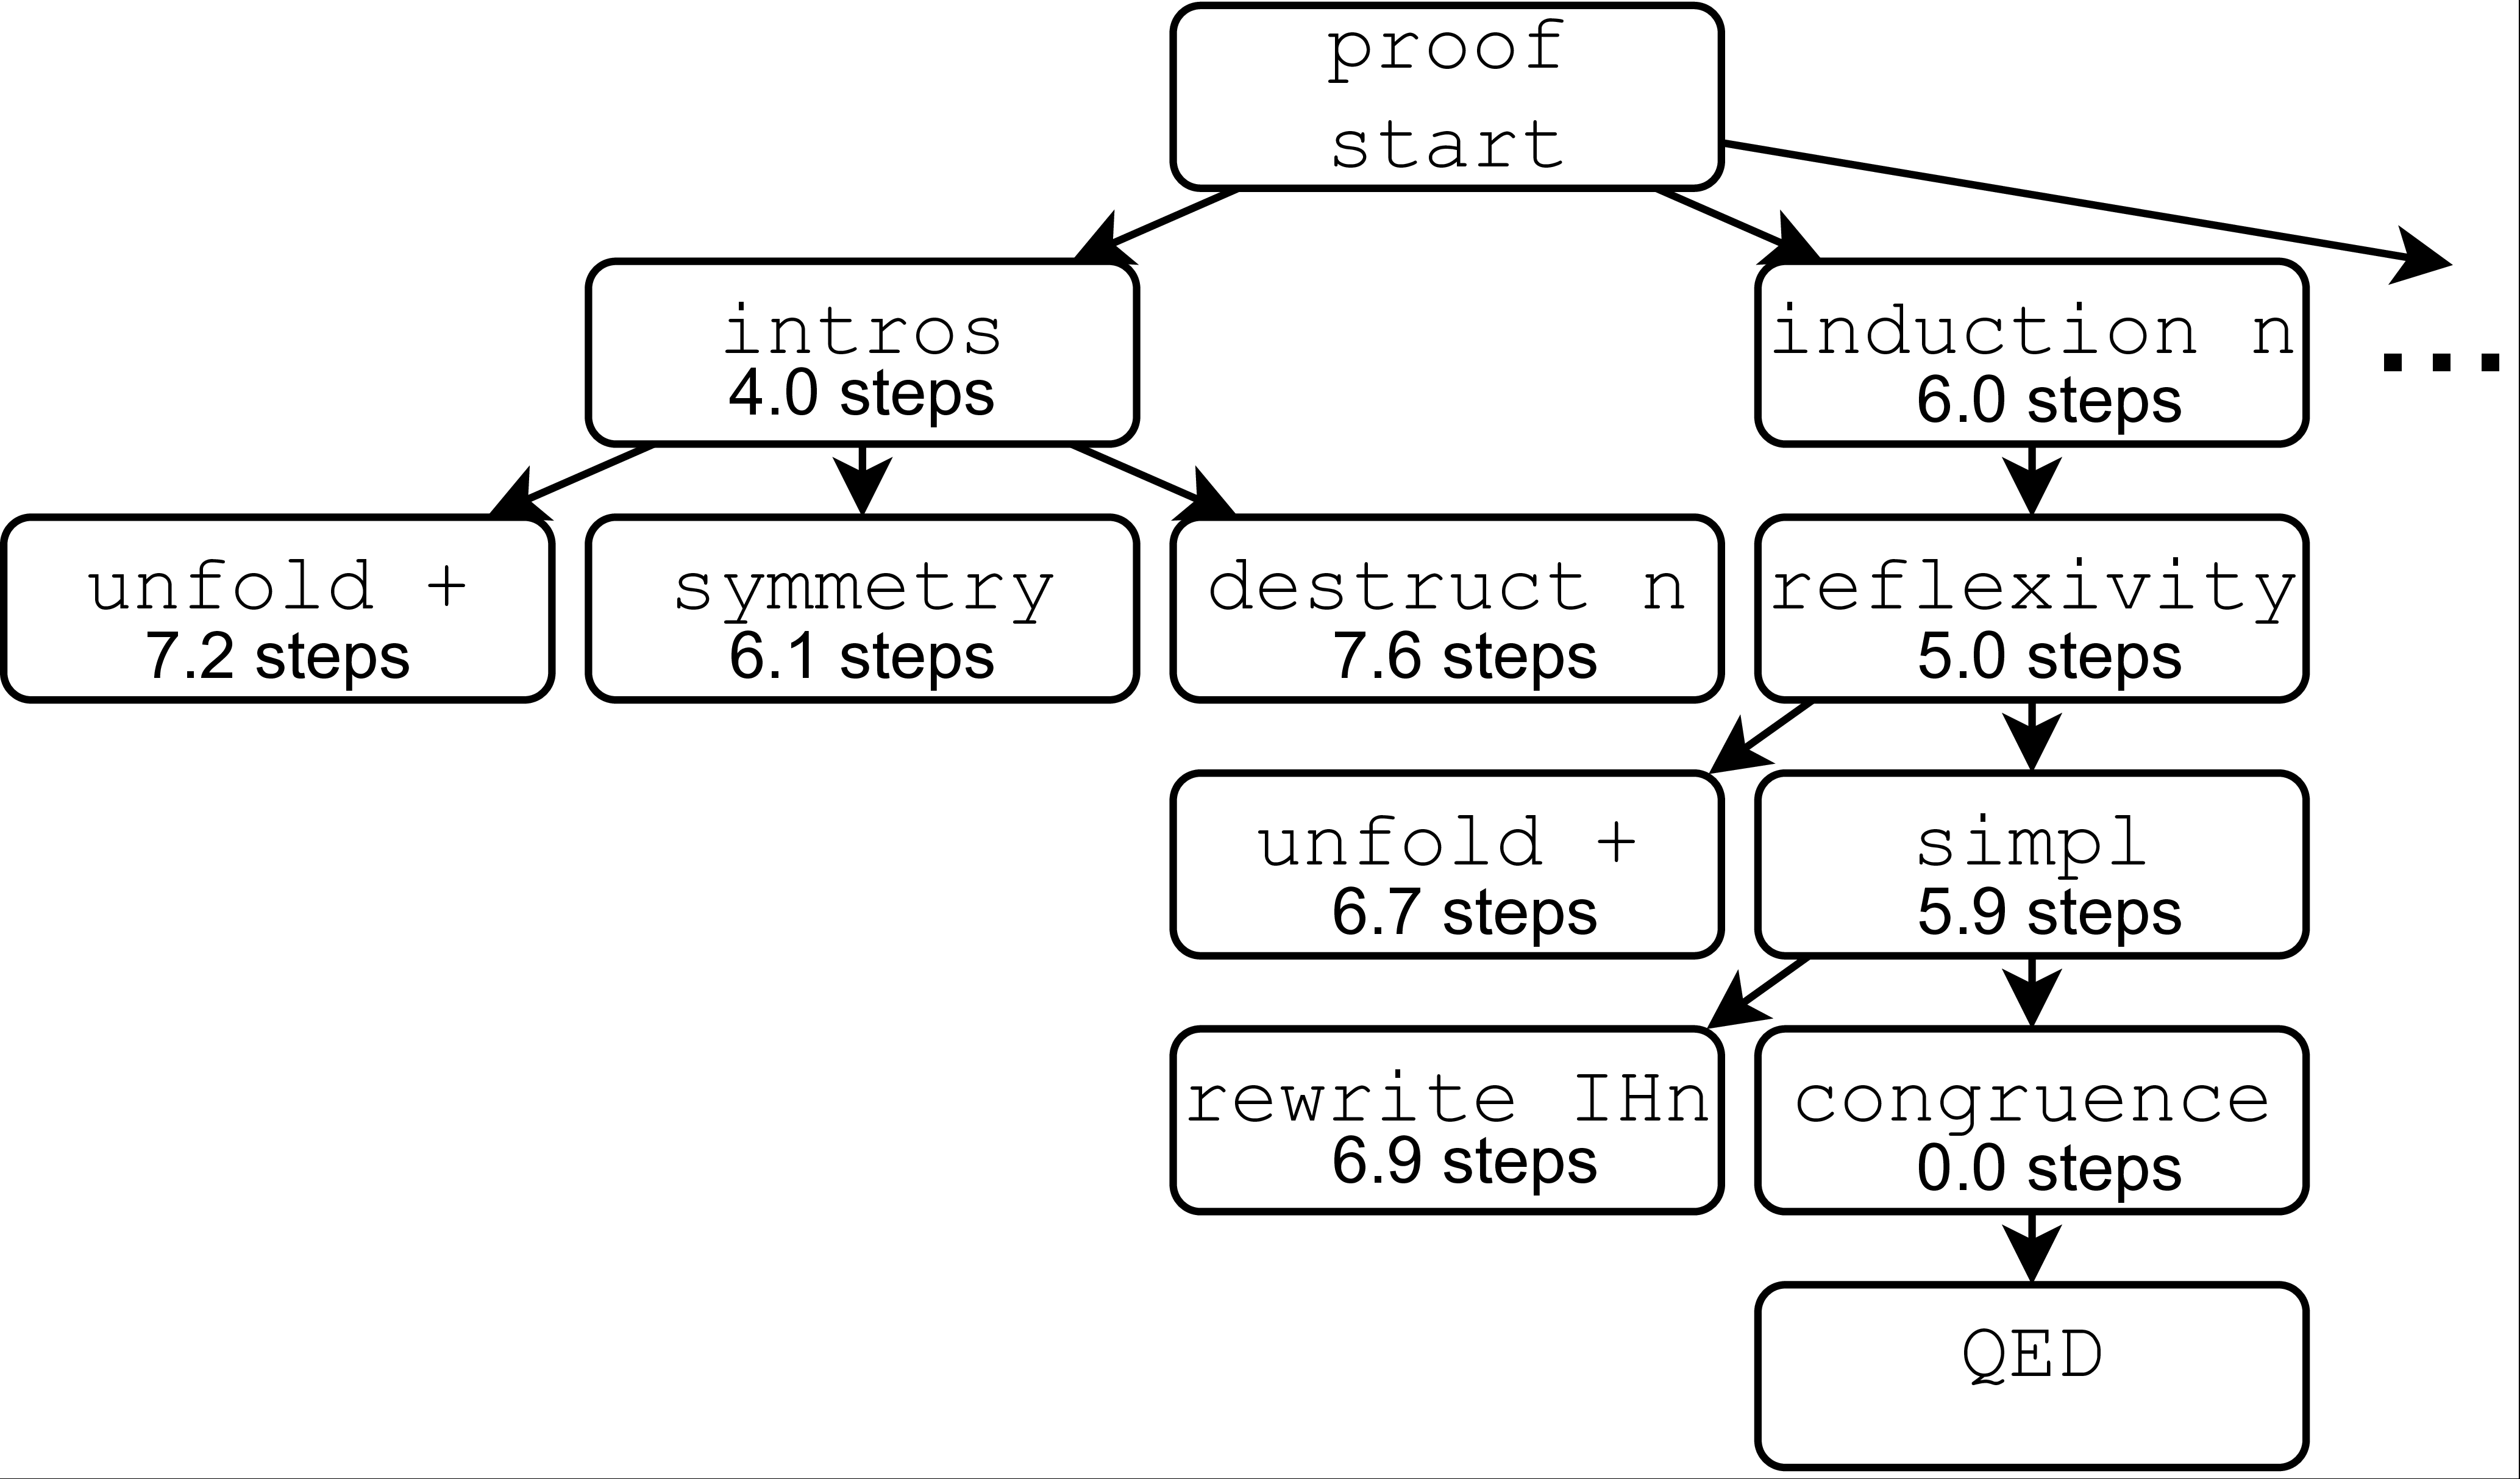 proof
start
intros
4.0 steps
induction n
6.0 steps
...
unfold +
7.2 steps
symmetry
6.1 steps
destruct n
7.6 steps
reflexivity
5.0 steps
unfold +
6.7 steps
simpl
5.9 steps
rewrite IHn
6.9 steps
congruence
0.0 steps
QED